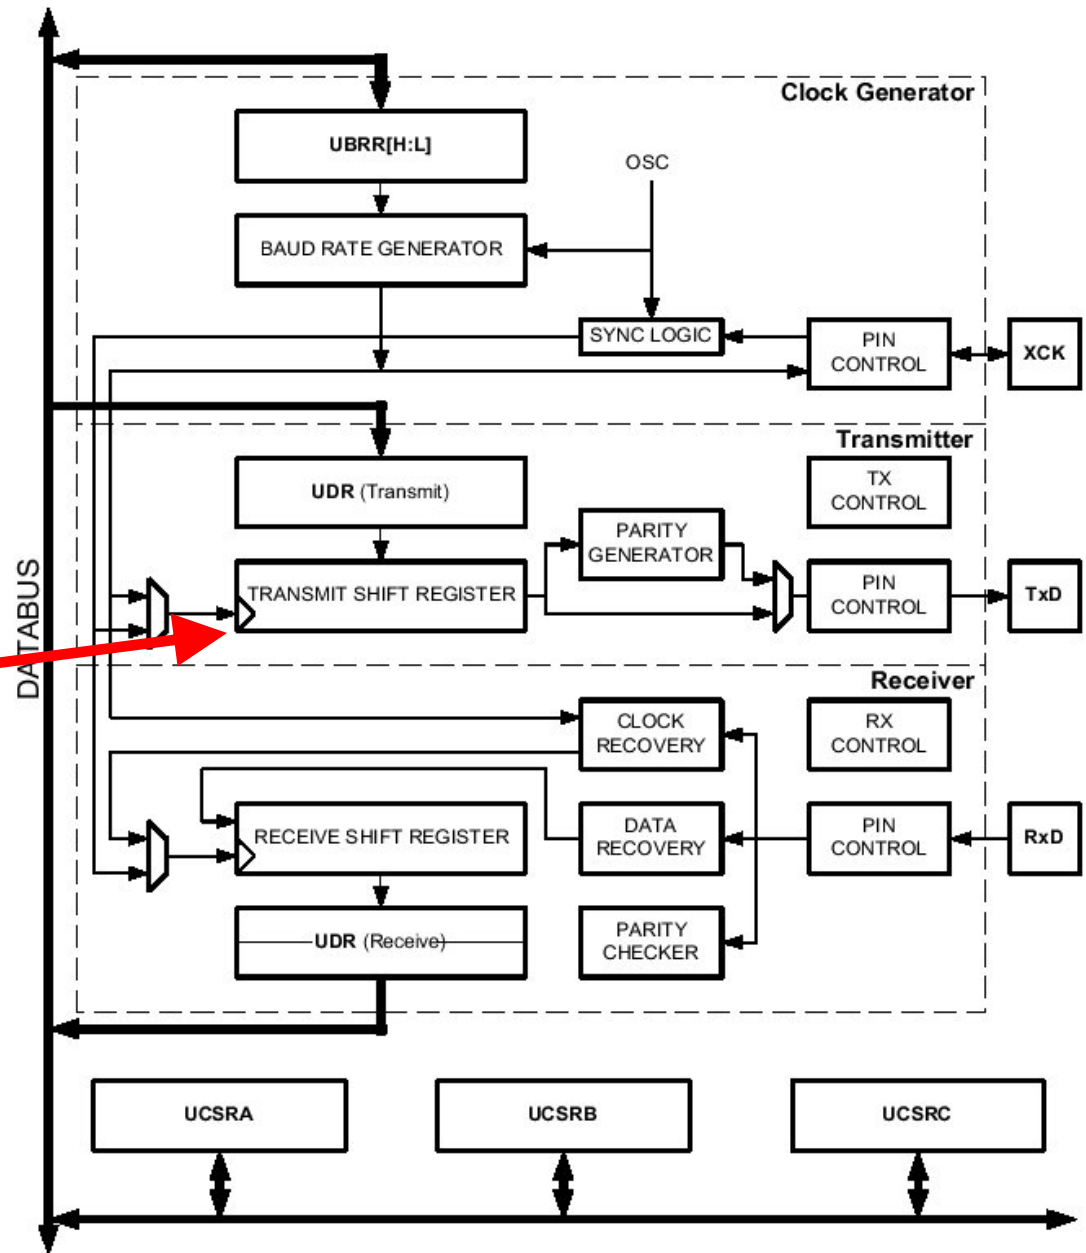 Clock Generator
UBRR[H:L]
OSC
BAUD RATE GENERATOR
SYNC LOGIC
PIN
CONTROL
XCK
Transmitter
UDR (Transmit)
TX
CONTROL
PARITY
GENERATOR
TRANSMIT SHIFT REGISTER
PIN
CONTROL
TxD
DATABUS
Receiver
CLOCK
RECOVERY
RX
CONTROL
RECEIVE SHIFT REGISTER
DATA
RECOVERY
PIN
CONTROL
RxD
UDR (Receive)
PARITY
CHECKER
UCSRA
UCSRB
UCSRC